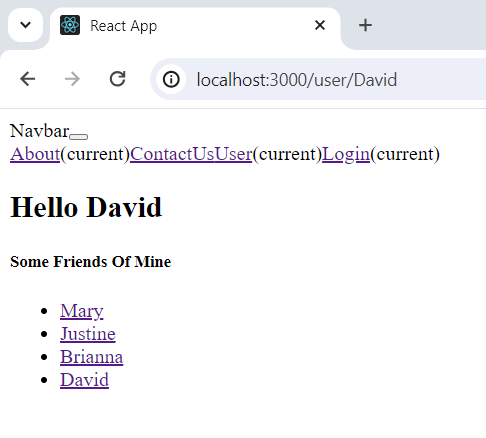 React App
localhost:3000/user/David
Navbar
About(current)ContactUsUser(current)Login(current)
Hello David
Some Friends Of Mine
Mary
Justine
Brianna
David